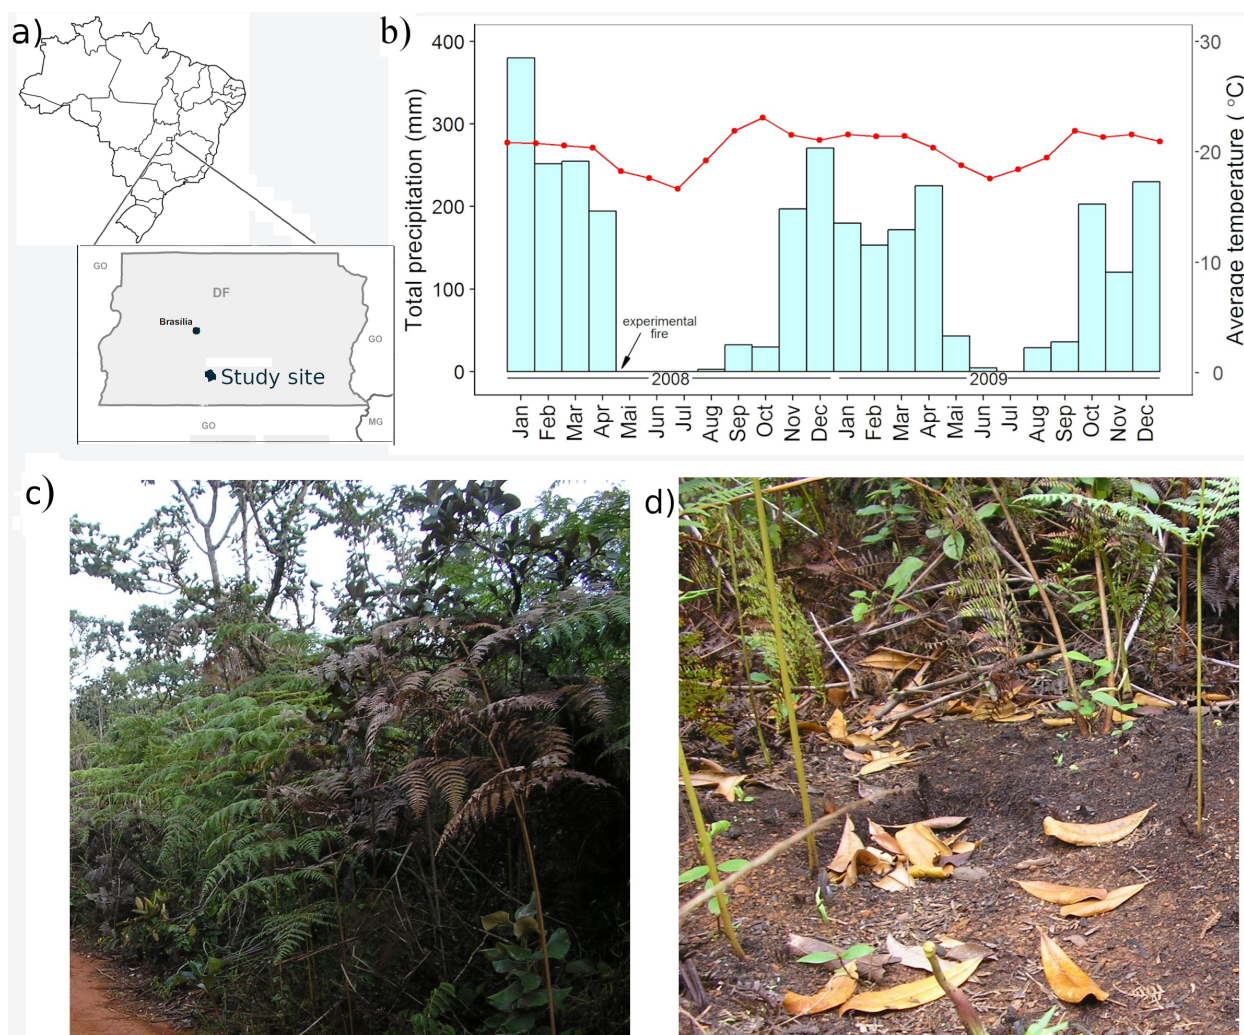 a)
GO
DF
Brasília
GO
Study site
GO
MG
b)
Total precipitation (mm)
400
300
200
100
0
experimental
fire
2008
2009
Jan
Feb
Mar
Apr
Mai
Jun
Jul
Aug
Sep
Oct
Nov
Dec
Jan
Feb
Mar
Apr
Mai
Jun
Jul
Aug
Sep
Oct
Nov
Dec
30
20
10
0
Average temperature ( °C)
c)
d)